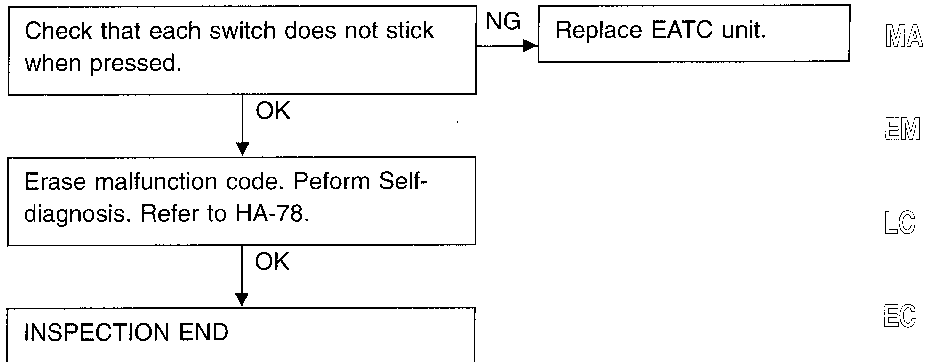 Check that each switch does not stick
when pressed.
NG
Replace EATC unit.
OK
Erase malfunction code. Peform Self-
diagnosis. Refer to HA-78.
OK
INSPECTION END
MA
EM
LC
EC